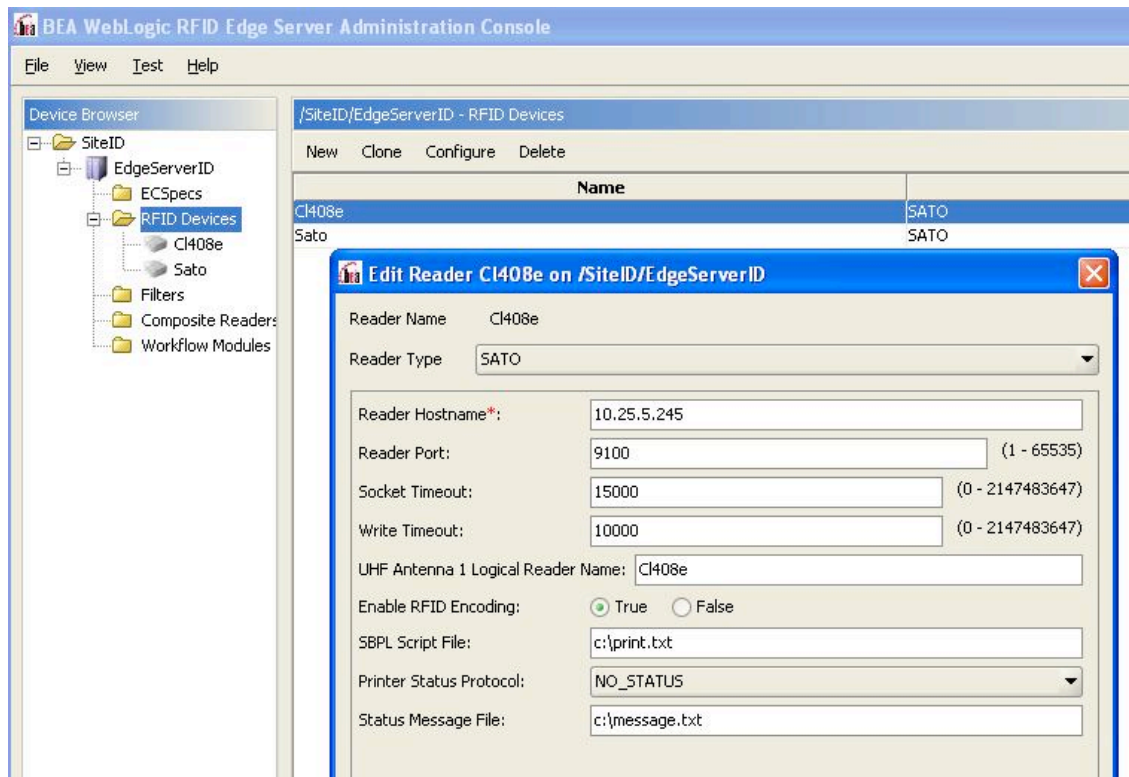 BEA WebLogic RFID Edge Server Administration Console
File View Test Help
Device Browser
SiteID
EdgeServerID
ECSpecs
RFID Devices
Cl408e
Sato
Filters
Composite Readers
Workflow Modules
/SiteID/EdgeServerID - RFID Devices
New Clone Configure Delete
Name
Cl408e SATO
Sato SATO
bea Edit Reader Cl408e on /SiteID/EdgeServerID
Reader Name Cl408e
Reader Type SATO
Reader Hostname*: 10.25.5.245
Reader Port: 9100 (1 - 65535)
Socket Timeout: 15000 (0 - 2147483647)
Write Timeout: 10000 (0 - 2147483647)
UHF Antenna 1 Logical Reader Name: Cl408e
Enable RFID Encoding: True False
SBPL Script File: c:\print.txt
Printer Status Protocol: NO_STATUS
Status Message File: c:\message.txt